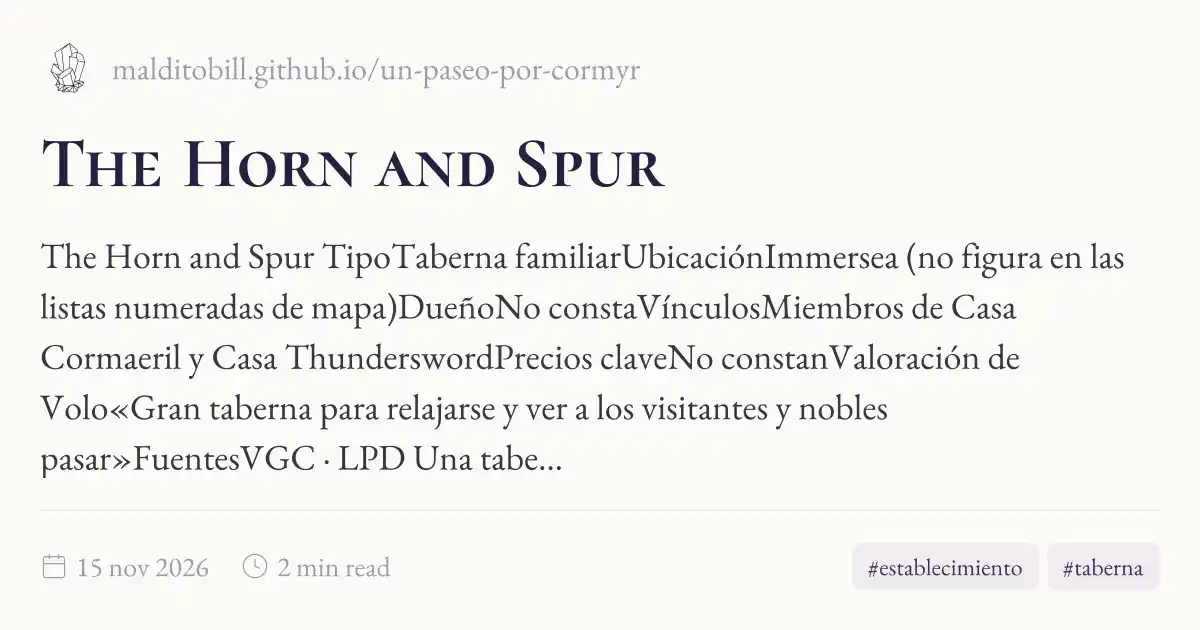 malditobill.github.io/un-paseo-por-cormyr
The Horn and Spur
The Horn and Spur TipoTaberna familiarUbicaciónImmersea (no figura en las
listas numeradas de mapa)DueñoNo constaVínculosMiembros de Casa
Cormaeril y Casa ThunderswordPrecios claveNo constanValoración de
Volo«Gran taberna para relajarse y ver a los visitantes y nobles
pasar»FuentesVGC · LPD Una tabe...
15 nov 2026
2 min read
#establecimiento
#taberna